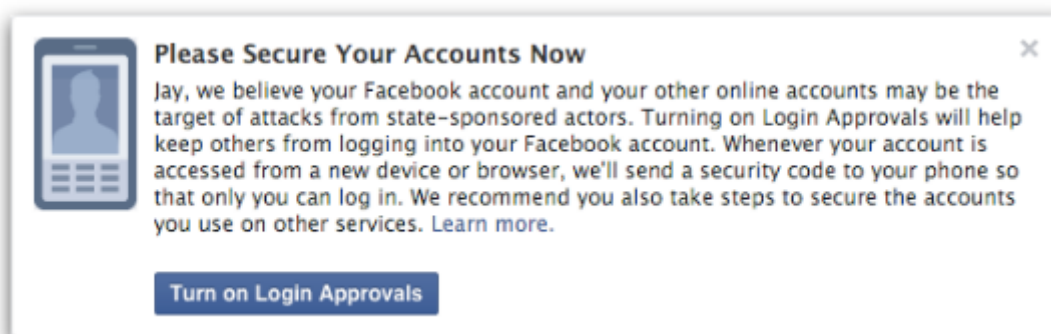 Please Secure Your Accounts Now
Jay, we believe your Facebook account and your other online accounts may be the
target of attacks from state-sponsored actors. Turning on Login Approvals will help
keep others from logging into your Facebook account. Whenever your account is
accessed from a new device or browser, we'll send a security code to your phone so
that only you can log in. We recommend you also take steps to secure the accounts
you use on other services. Learn more.
Turn on Login Approvals